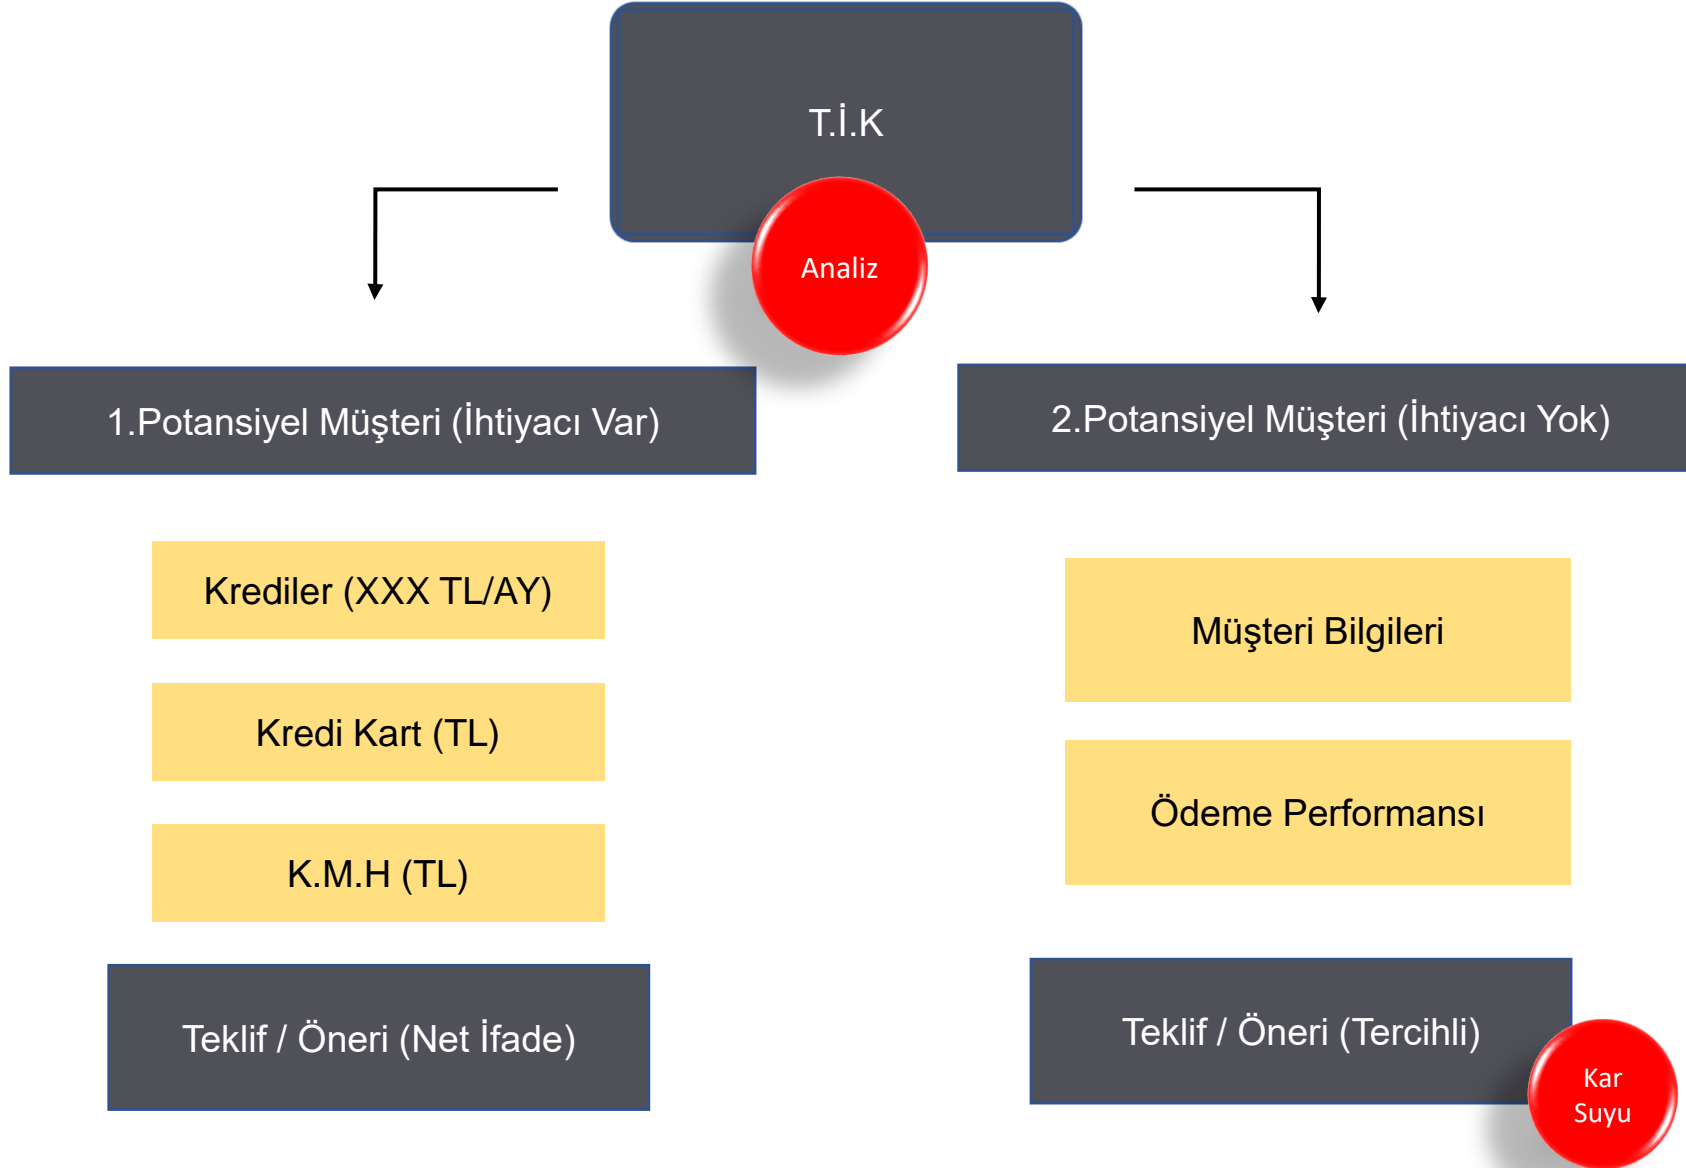 T.İ.K
Analiz
1.Potansiyel Müşteri (İhtiyacı Var)
Krediler (XXX TL/AY)
Kredi Kart (TL)
K.M.H (TL)
Teklif / Öneri (Net İfade)
2.Potansiyel Müşteri (İhtiyacı Yok)
Müşteri Bilgileri
Ödeme Performansı
Teklif / Öneri (Tercihli)
Kar
Suyu